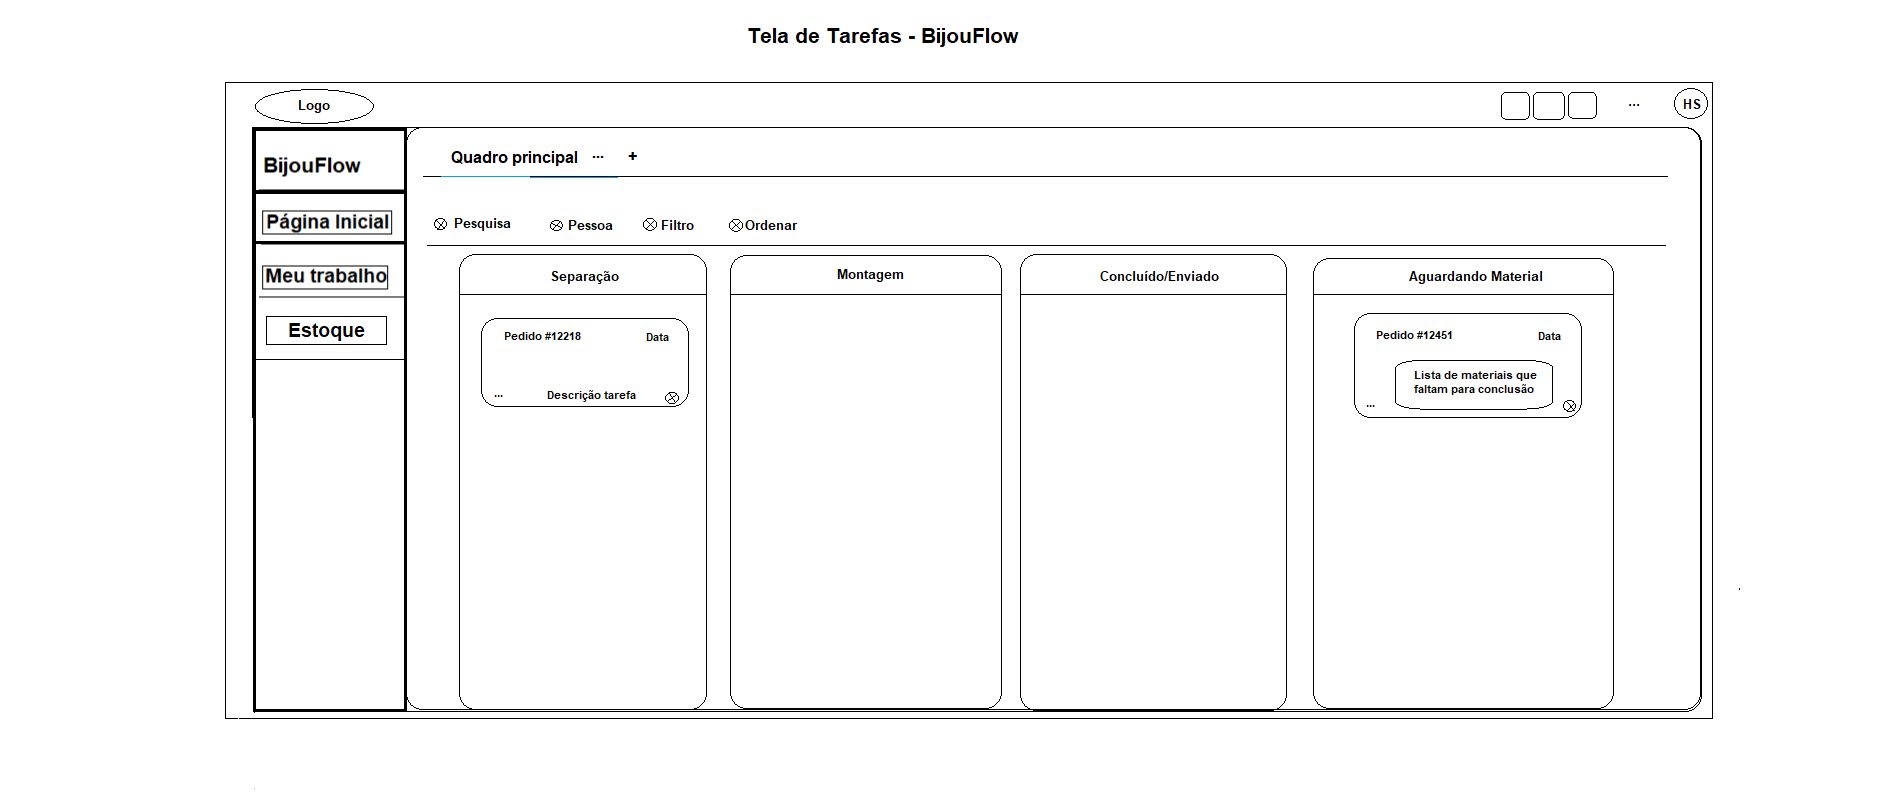 Tela de Tarefas - BijouFlow
Logo
...
HS
BijouFlow
Página Inicial
Meu trabalho
Estoque
Quadro principal ... +
Pesquisa
Pessoa
Filtro
Ordenar
Separação
Pedido #12218
Data
...
Descrição tarefa
Montagem
Concluído/Enviado
Aguardando Material
Pedido #12451
Data
Lista de materiais que
faltam para conclusão
...